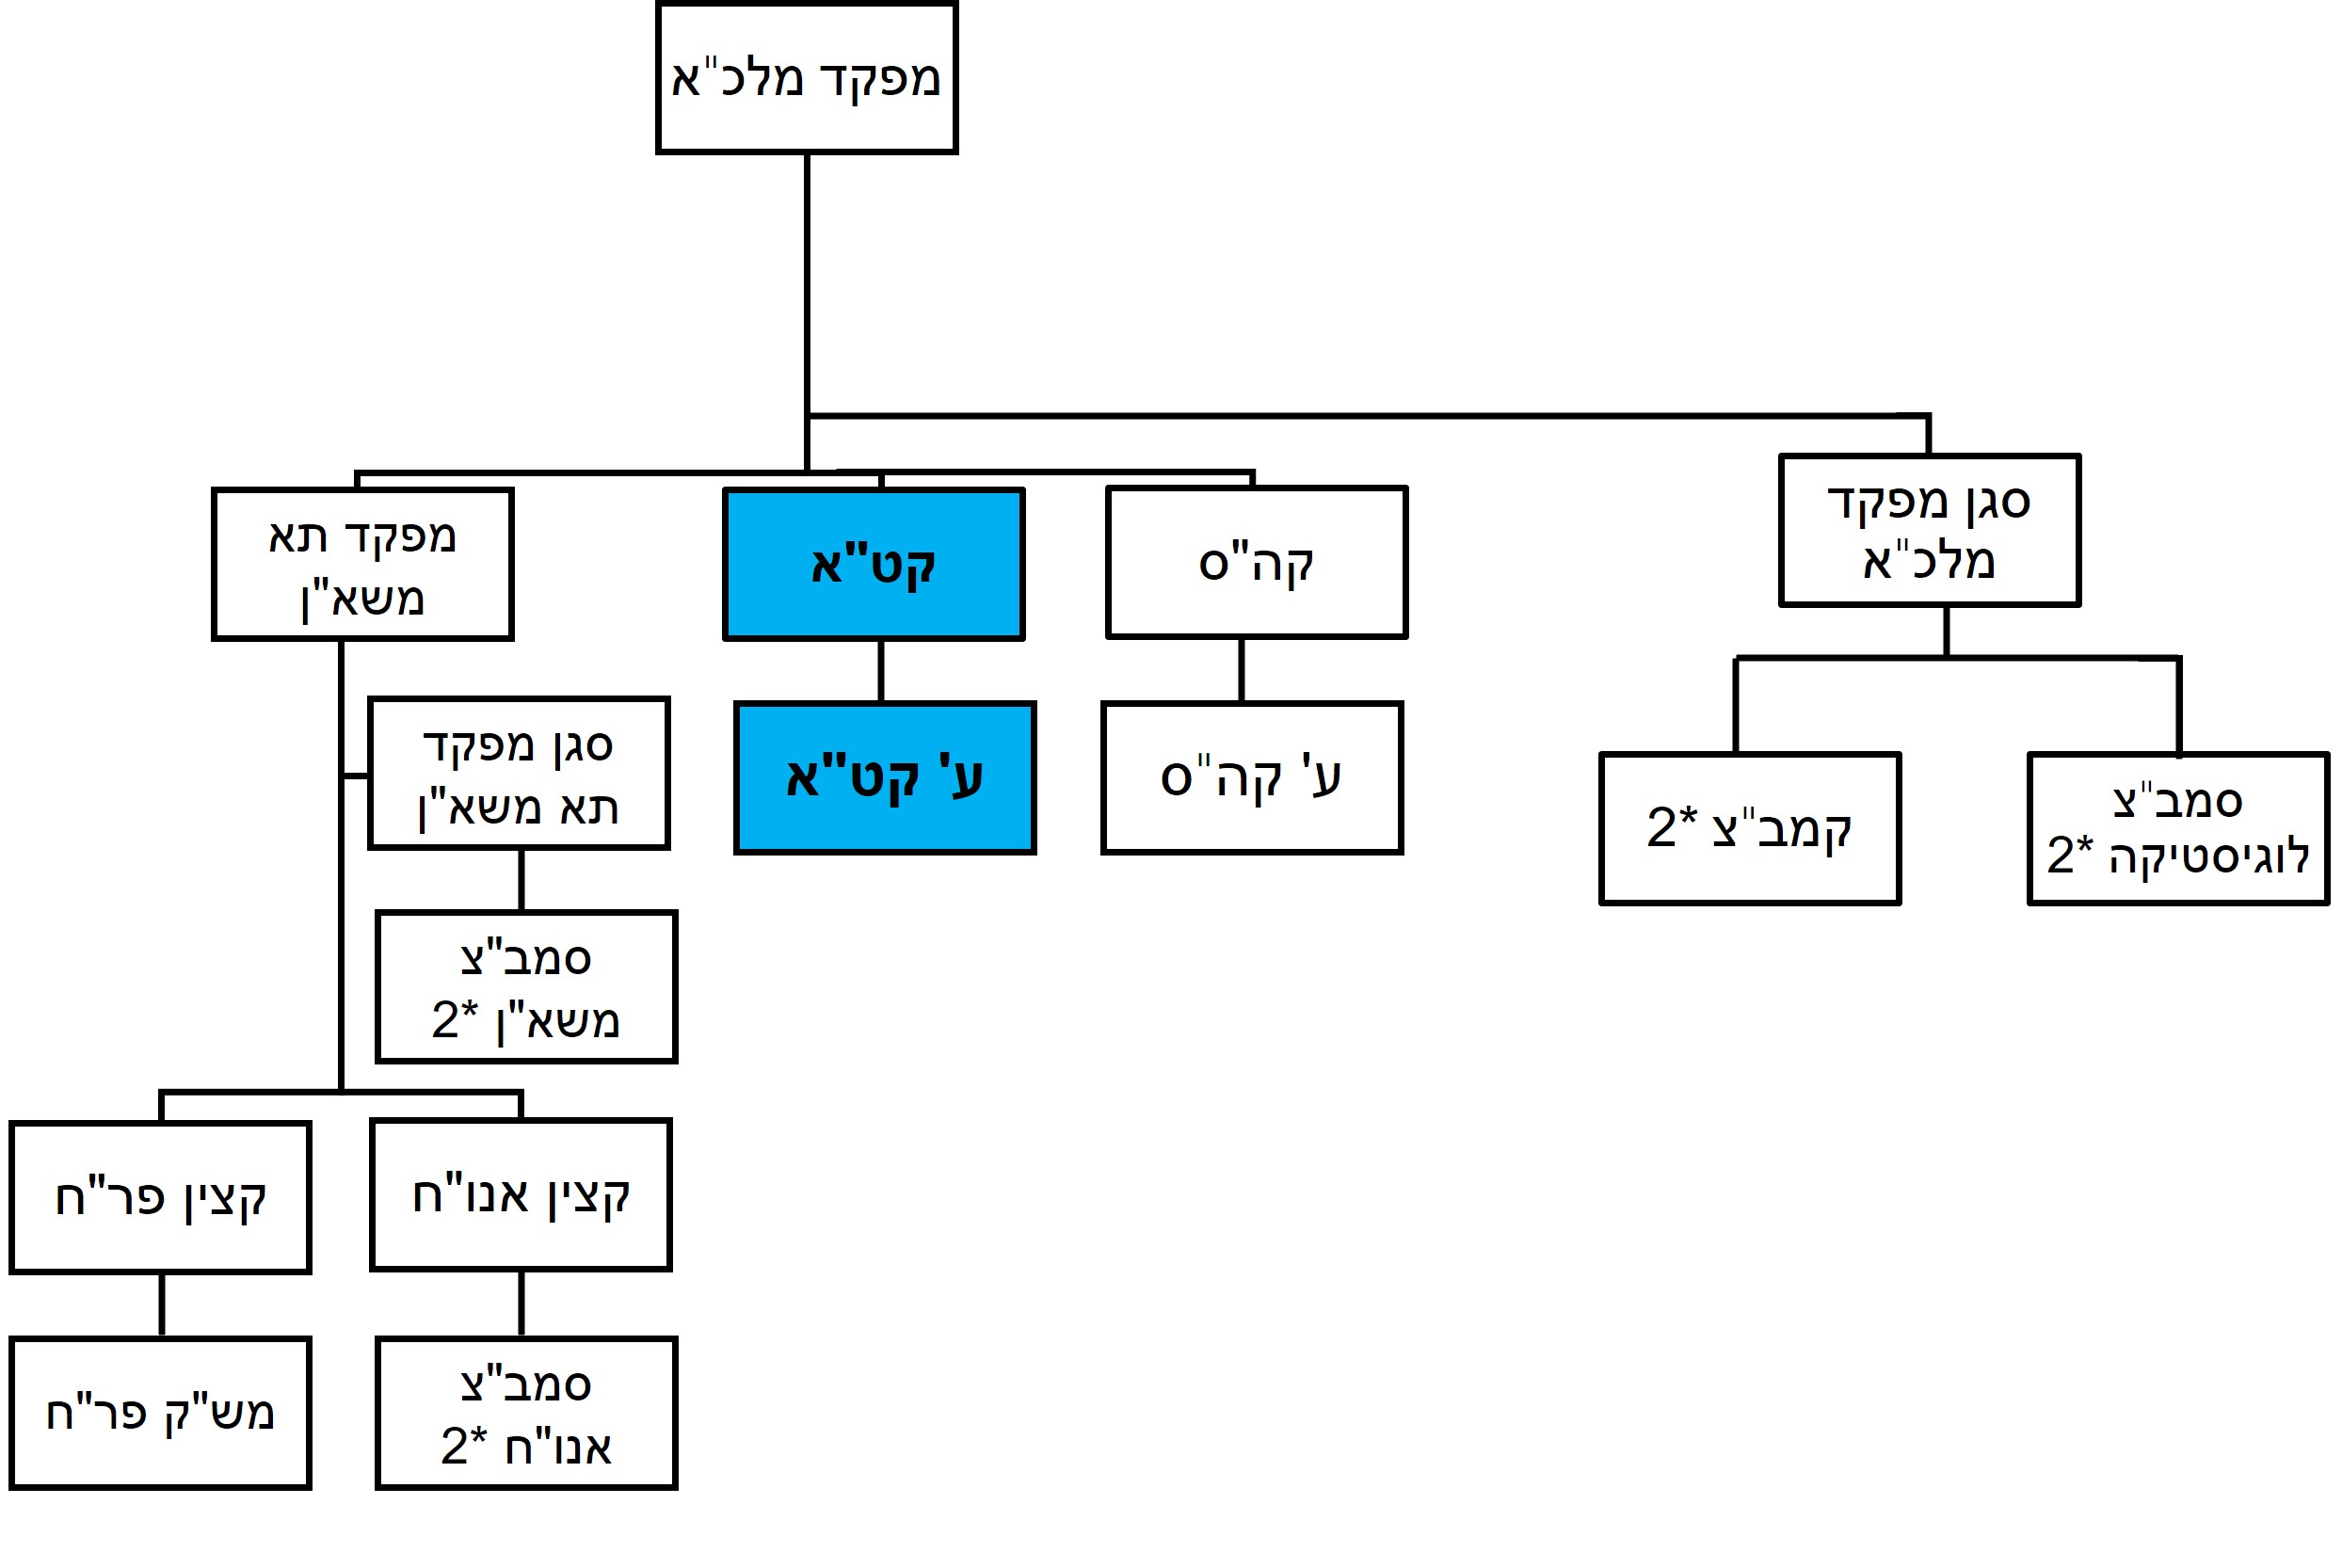 מפקד מלכ"א
סגן מפקד
מלכ"א
קה"ס
קט"א
מפקד תא
משא"ן
סמב"צ
לוגיסטיקה *2
קמב"צ *2
ע' קה"ס
ע' קט"א
סגן מפקד
תא משא"ן
סמב"צ
משא"ן *2
קצין אנו"ח
קצין פר"ח
סמב"צ
אנו"ח *2
מש"ק פר"ח